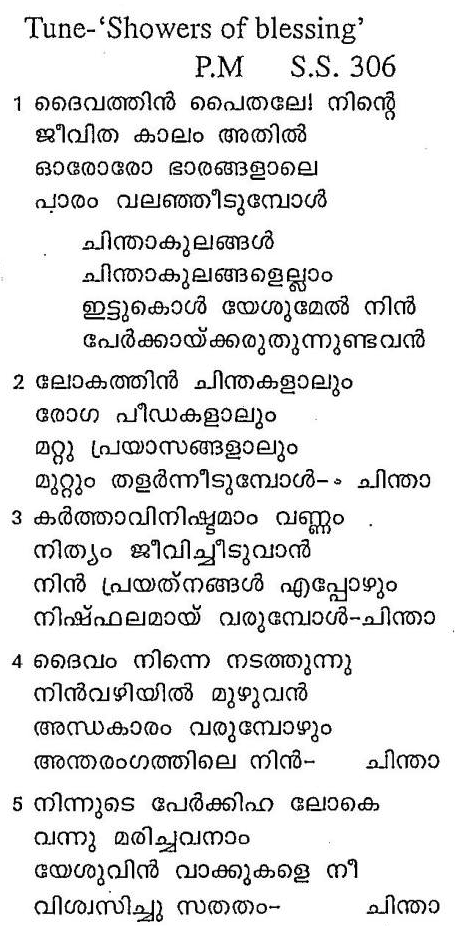 Tune-‘Showers of blessing’
P.M S.S. 306
1 ദൈവത്തിൻ പൈതലേ! നിന്റെ
ജീവിത കാലം അതിൽ
ഓരോരോ ഭാരങ്ങളാലെ
പാരം വലഞ്ഞീടുമ്പോൾ
ചിന്താകുലങ്ങൾ
ചിന്താകുലങ്ങളെല്ലാം
ഇട്ടുകൊൾ യേശുമേൽ നിൻ
പേർക്കായ്ക്കരുതുന്നുണ്ടവൻ
2 ലോകത്തിൻ ചിന്തകളാലും
രോഗ പീഡകളാലും
മറ്റു പ്രയാസങ്ങളാലും
മുറ്റും തളർന്നീടുമ്പോൾ- ചിന്താ
3 കർത്താവിനിഷ്ടമാം വണ്ണം
നിത്യം ജീവിച്ചീടുവാൻ
നിൻ പ്രയത്നങ്ങൾ എപ്പോഴും
നിഷ്ഫലമായ് വരുമ്പോൾ-ചിന്താ
4 ദൈവം നിന്നെ നടത്തുന്നു
നിൻവഴിയിൽ മുഴുവൻ
അന്ധകാരം വരുമ്പോഴും
അന്തരംഗത്തിലെ നിൻ- ചിന്താ
5 നിന്നുടെ പേർക്കിഹ ലോകെ
വന്നു മരിച്ചവനാം
യേശുവിൻ വാക്കുകളെ നീ
വിശ്വസിച്ചു സതതം- ചിന്താ